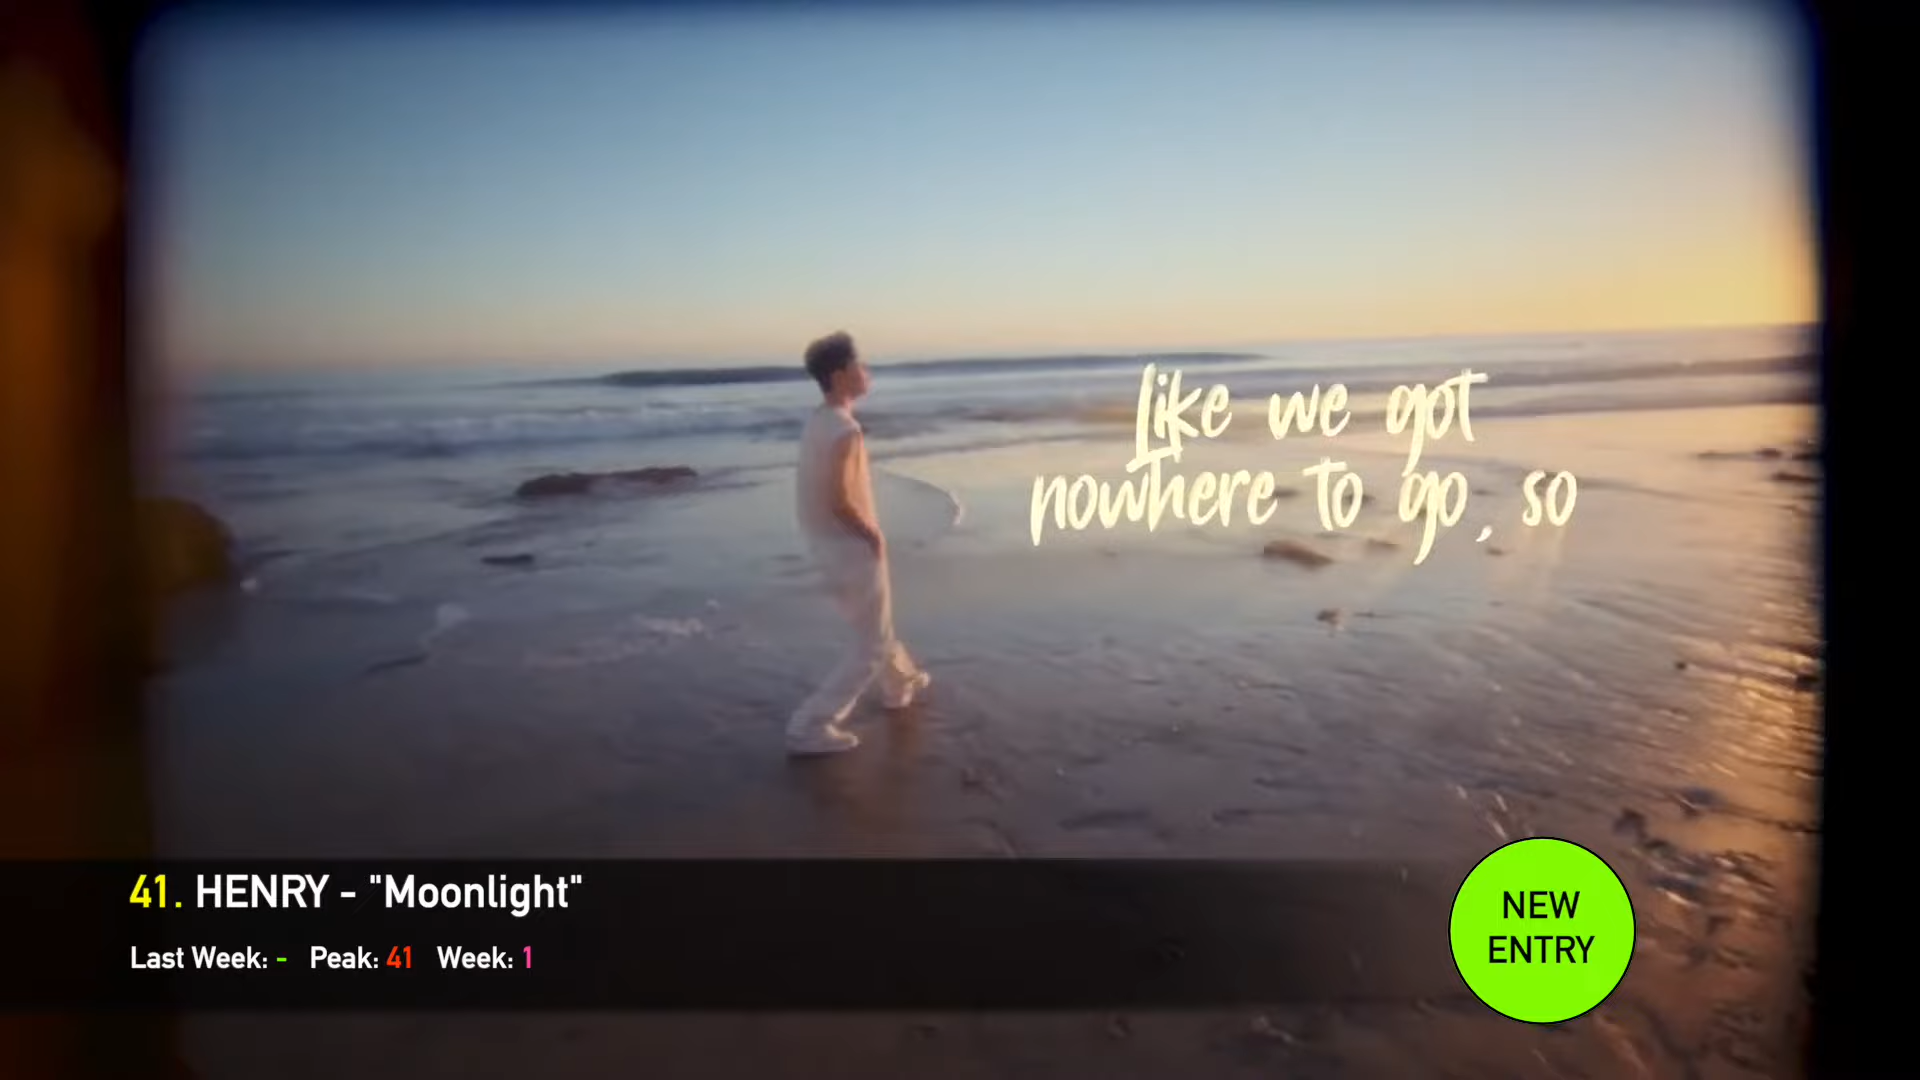 Like we got
nowhere to go, so
41. HENRY - "Moonlight"
Last Week: - Peak: 41 Week: 1
NEW
ENTRY